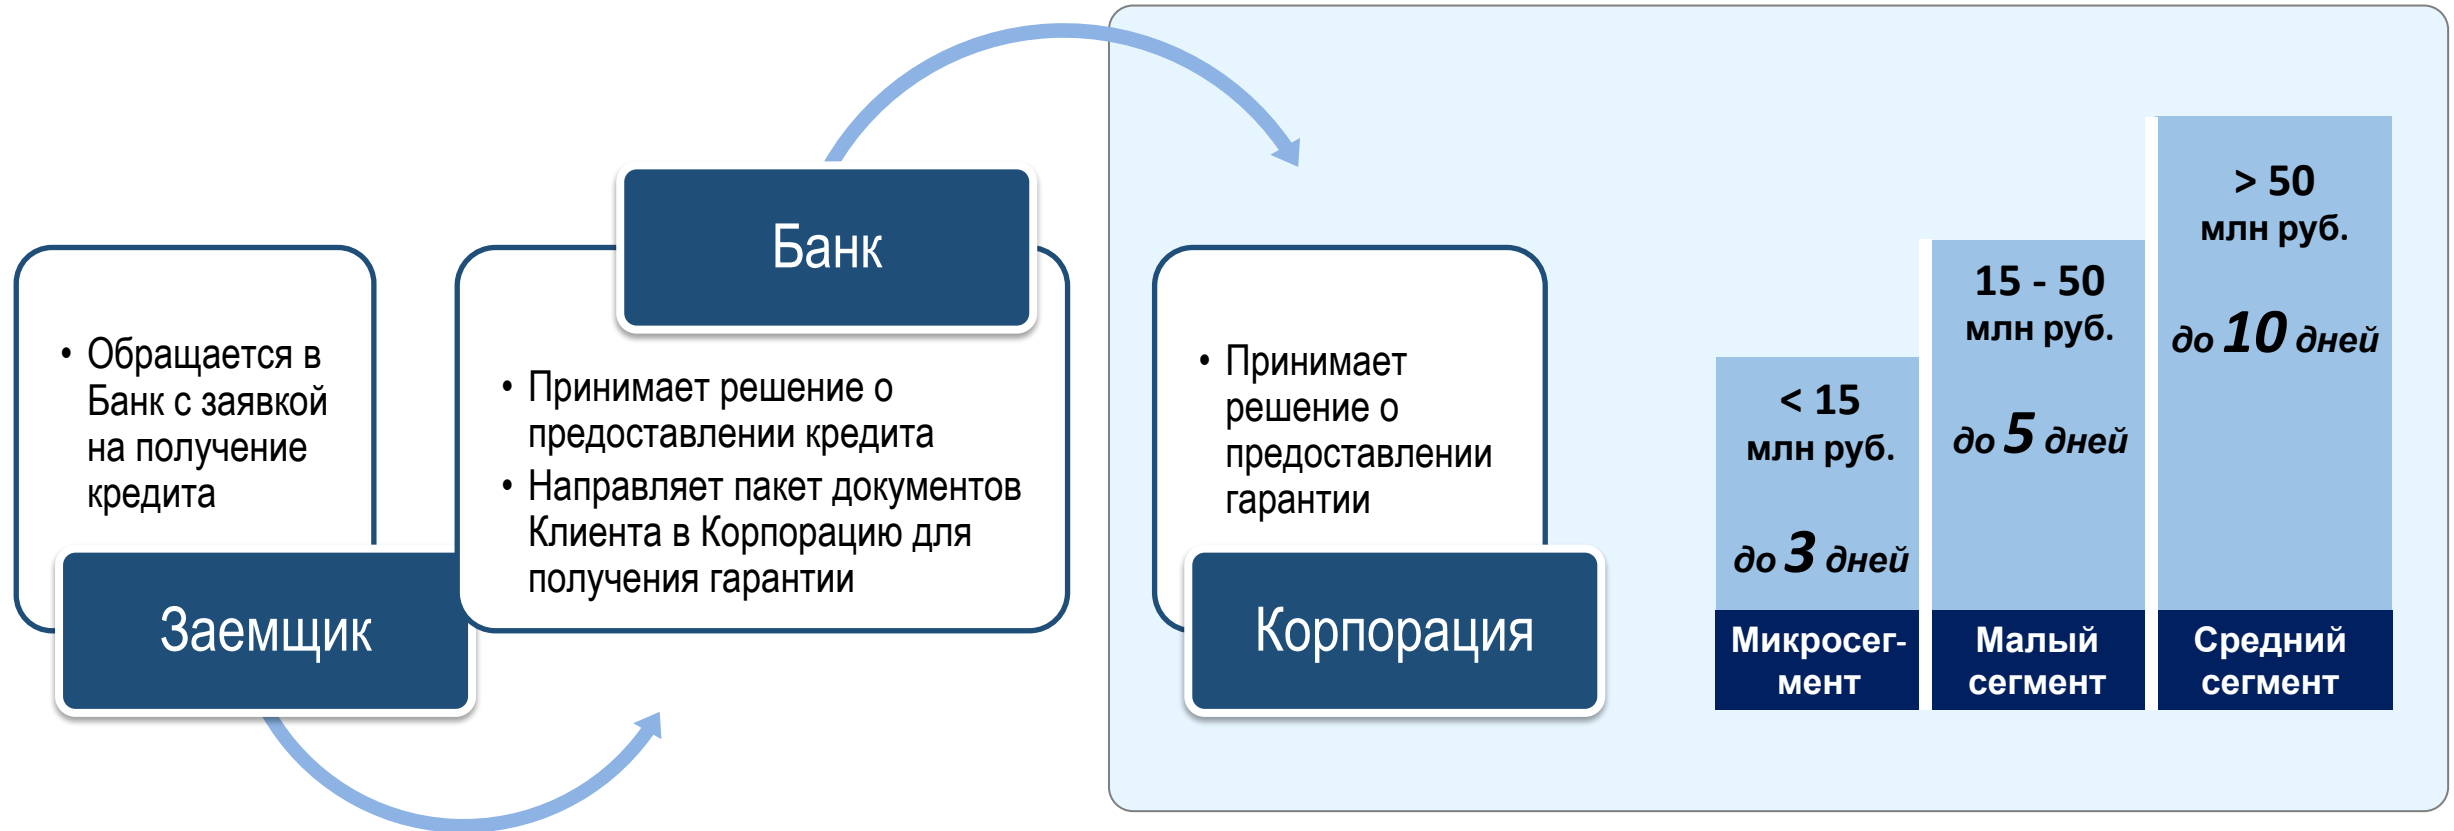 • Обращается в
Банк с заявкой
на получение
кредита
Заемщик
Банк
• Принимает решение о
предоставлении кредита
• Направляет пакет документов
Клиента в Корпорацию для
получения гарантии
• Принимает
решение о
предоставлении
гарантии
Корпорация
< 15
млн руб.
до 3 дней
Микросег-
мент
15 - 50
млн руб.
до 5 дней
Малый
сегмент
> 50
млн руб.
до 10 дней
Средний
сегмент